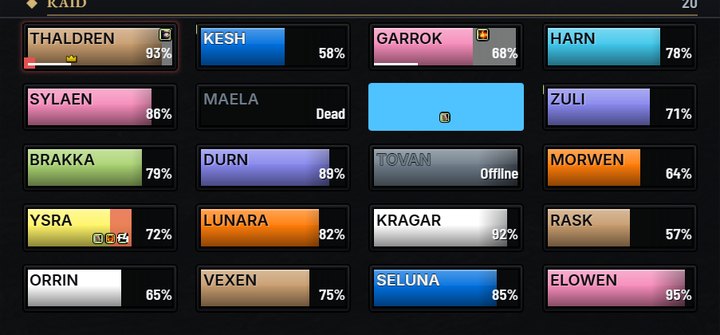 RAID 20
THALDREN 93%
KESH 58%
GARROK 68%
HARN 78%
SYLAEN 86%
MAELA Dead
ZULI 71%
BRAKKA 79%
DURN 89%
TOVAN Offline
MORWEN 64%
YSRA 72%
LUNARA 82%
KRAGAR 92%
RASK 57%
ORRIN 65%
VEXEN 75%
SELUNA 85%
ELOWEN 95%